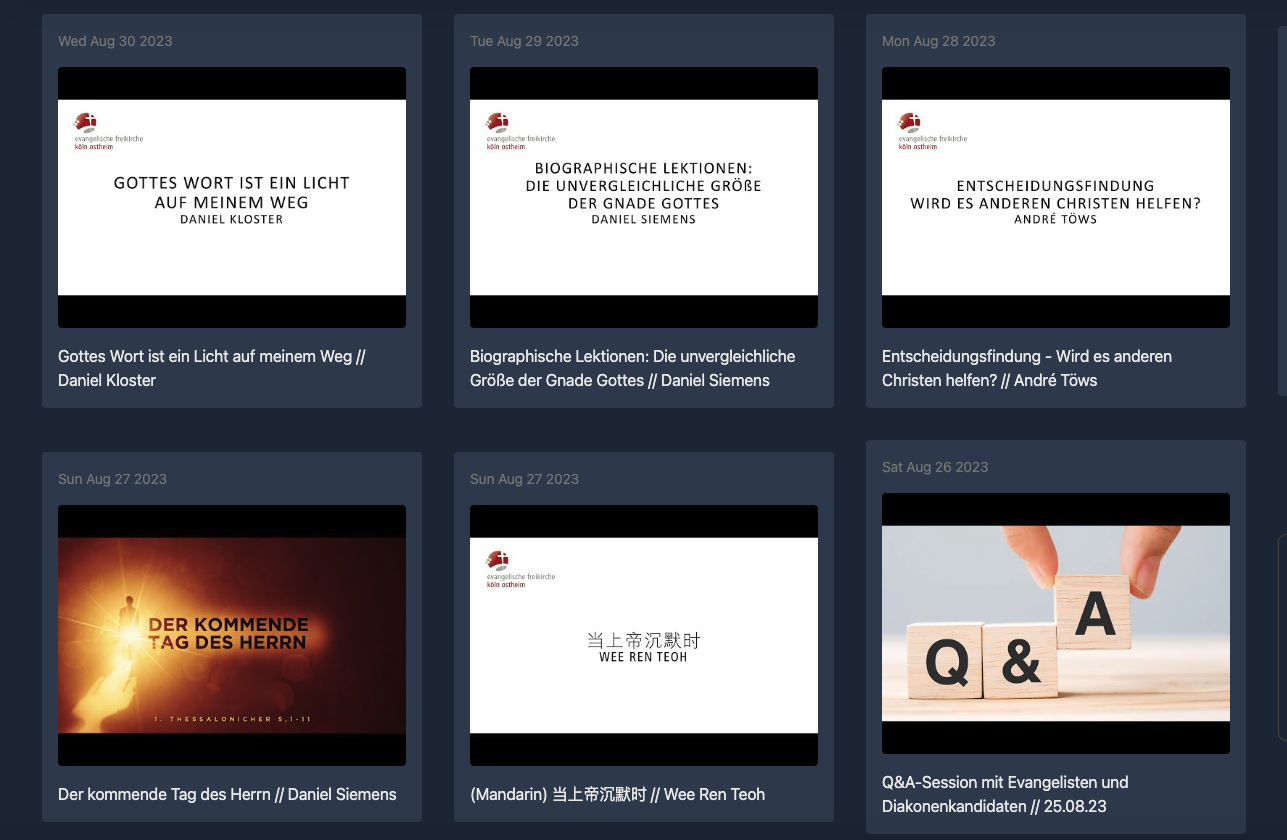 Wed Aug 30 2023
evangelische freikirche
köln ostheim
GOTTES WORT IST EIN LICHT
AUF MEINEM WEG
DANIEL KLOSTER
Gottes Wort ist ein Licht auf meinem Weg //
Daniel Kloster
Tue Aug 29 2023
evangelische freikirche
köln ostheim
BIOGRAPHISCHE LEKTIONEN:
DIE UNVERGLEICHLICHE GRÖßE
DER GNADE GOTTES
DANIEL SIEMENS
Biographische Lektionen: Die unvergleichliche
Größe der Gnade Gottes // Daniel Siemens
Mon Aug 28 2023
evangelische freikirche
köln ostheim
ENTSCHEIDUNGSFINDUNG
WIRD ES ANDEREN CHRISTEN HELFEN?
ANDRÉ TÖWS
Entscheidungsfindung - Wird es anderen
Christen helfen? // André Töws
Sun Aug 27 2023
DER KOMMENDE
TAG DES HERRN
1. THESSALONICHER 5,1-11
Der kommende Tag des Herrn // Daniel Siemens
Sun Aug 27 2023
evangelische freikirche
köln ostheim
当上帝沉默时
WEE REN TEOH
(Mandarin) 当上帝沉默时 // Wee Ren Teoh
Sat Aug 26 2023
Q & A
Q&A-Session mit Evangelisten und
Diakonenkandidaten // 25.08.23